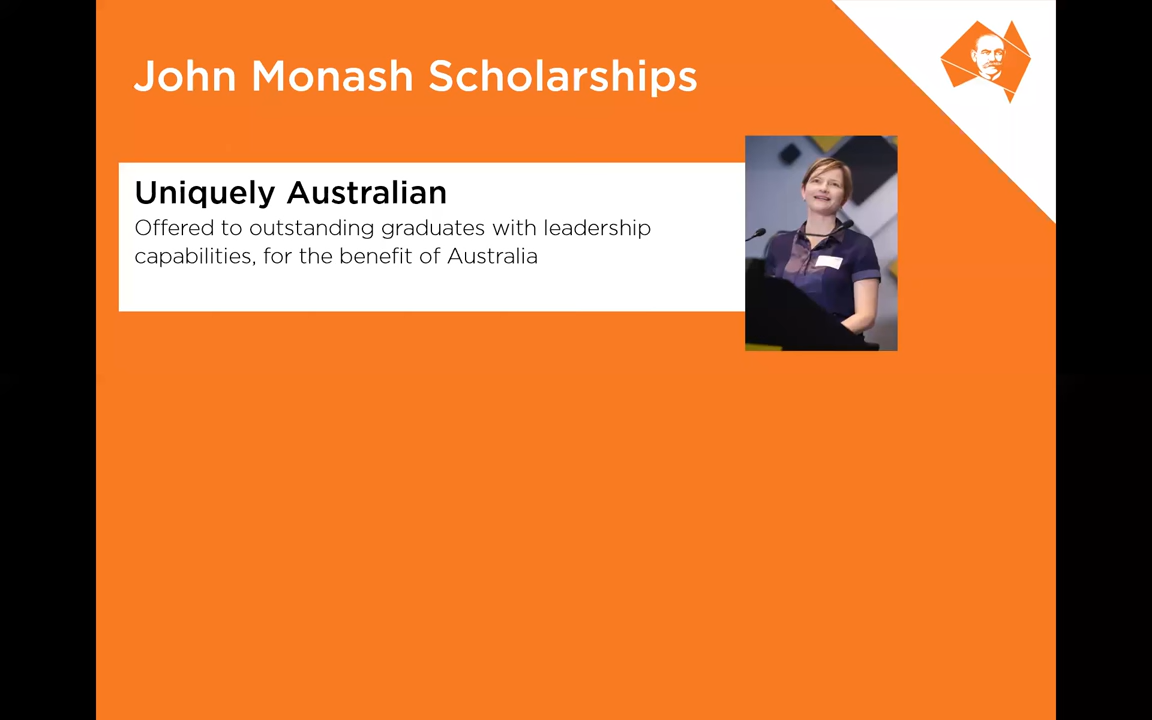 John Monash Scholarships
Uniquely Australian
Offered to outstanding graduates with leadership
capabilities, for the benefit of Australia